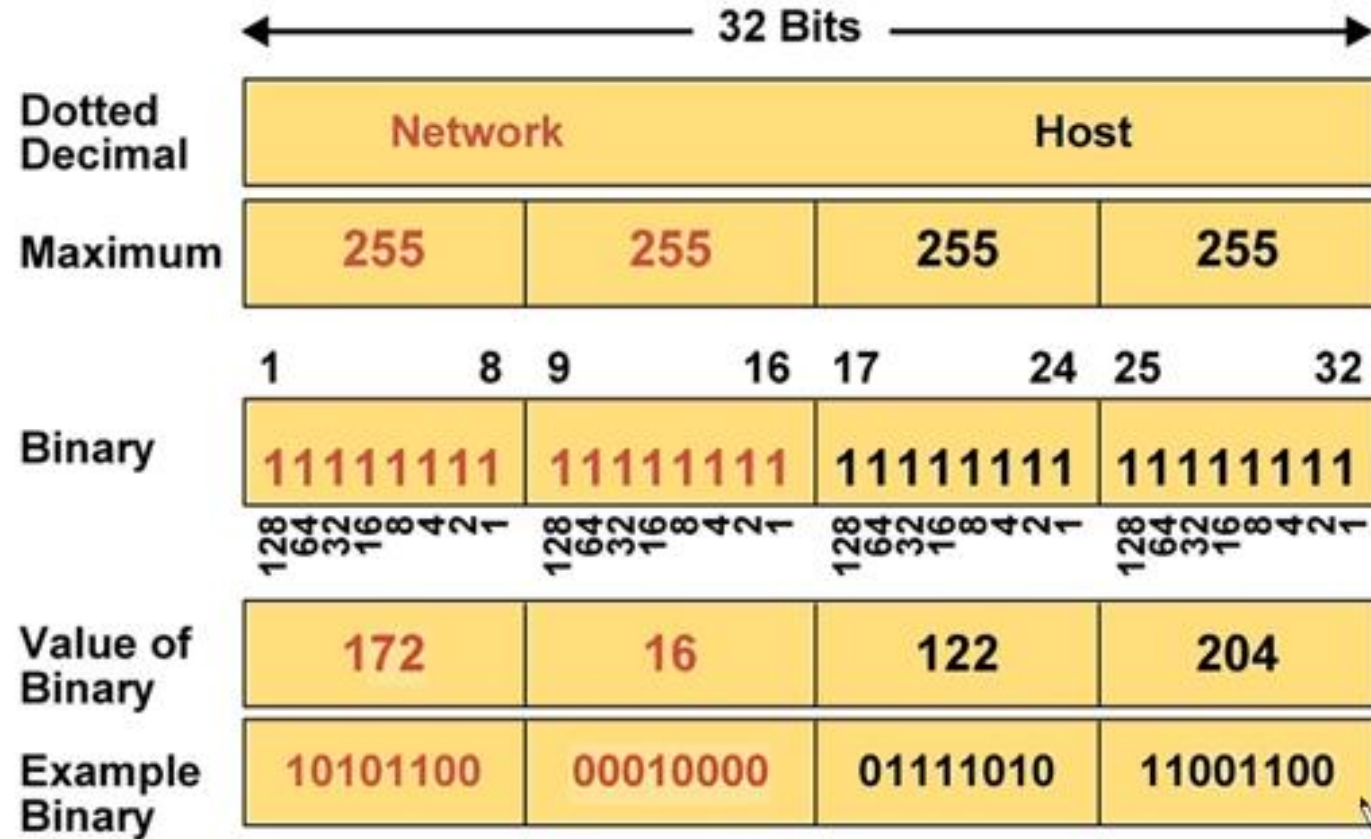 32 Bits
Dotted
Decimal
Network Host
Maximum 255 255 255 255
1 8 9 16 17 24 25 32
Binary 11111111 11111111 11111111 11111111
128 64 32 16 8 4 2 1 128 64 32 16 8 4 2 1 128 64 32 16 8 4 2 1 128 64 32 16 8 4 2 1
Value of
Binary
172 16 122 204
Example
Binary
10101100 00010000 01111010 11001100